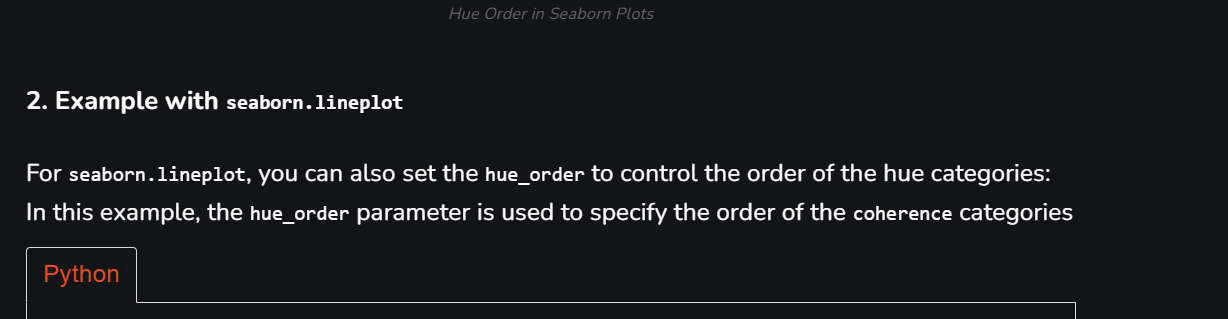 Hue Order in Seaborn Plots
2. Example with seaborn.lineplot
For seaborn.lineplot, you can also set the hue_order to control the order of the hue categories:
In this example, the hue_order parameter is used to specify the order of the coherence categories
Python